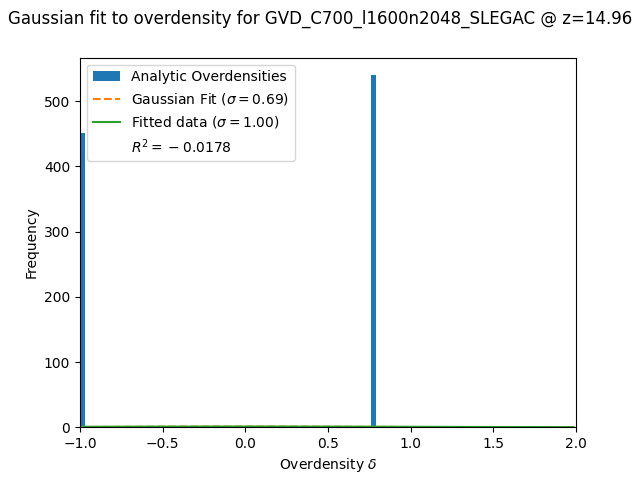 Gaussian fit to overdensity for GVD_C700_l1600n2048_SLEGAC @ z=14.96
Analytic Overdensities
Gaussian Fit (σ = 0.69)
Fitted data (σ = 1.00)
R² = −0.0178
Frequency
500
400
300
200
100
0
−1.0 −0.5 0.0 0.5 1.0 1.5 2.0
Overdensity δ